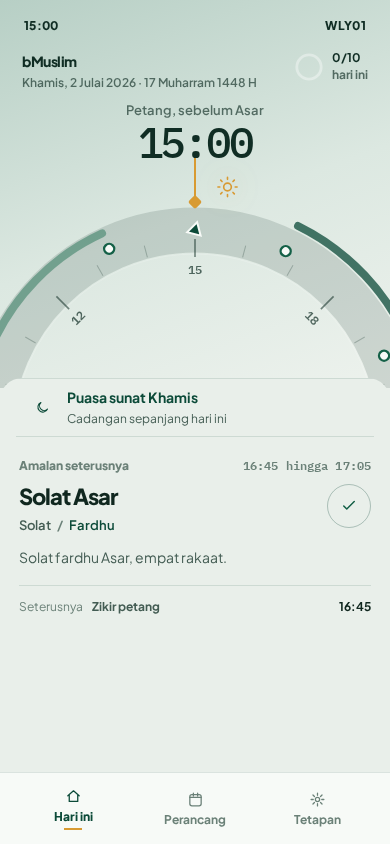 15:00
WLY01
bMuslim
Khamis, 2 Julai 2026 · 17 Muharram 1448 H
0/10
hari ini
Petang, sebelum Asar
15:00
12
15
18
Puasa sunat Khamis
Cadangan sepanjang hari ini
Amalan seterusnya
16:45 hingga 17:05
Solat Asar
Solat / Fardhu
Solat fardhu Asar, empat rakaat.
Seterusnya Zikir petang
16:45
Hari ini
Perancang
Tetapan